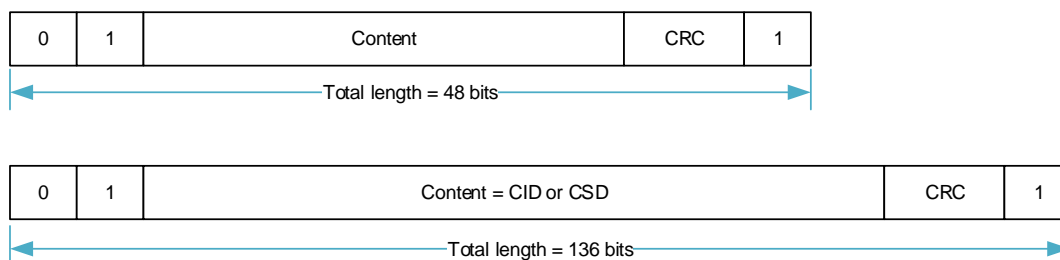 0 1 Content CRC 1
Total length = 48 bits
0 1 Content = CID or CSD CRC 1
Total length = 136 bits